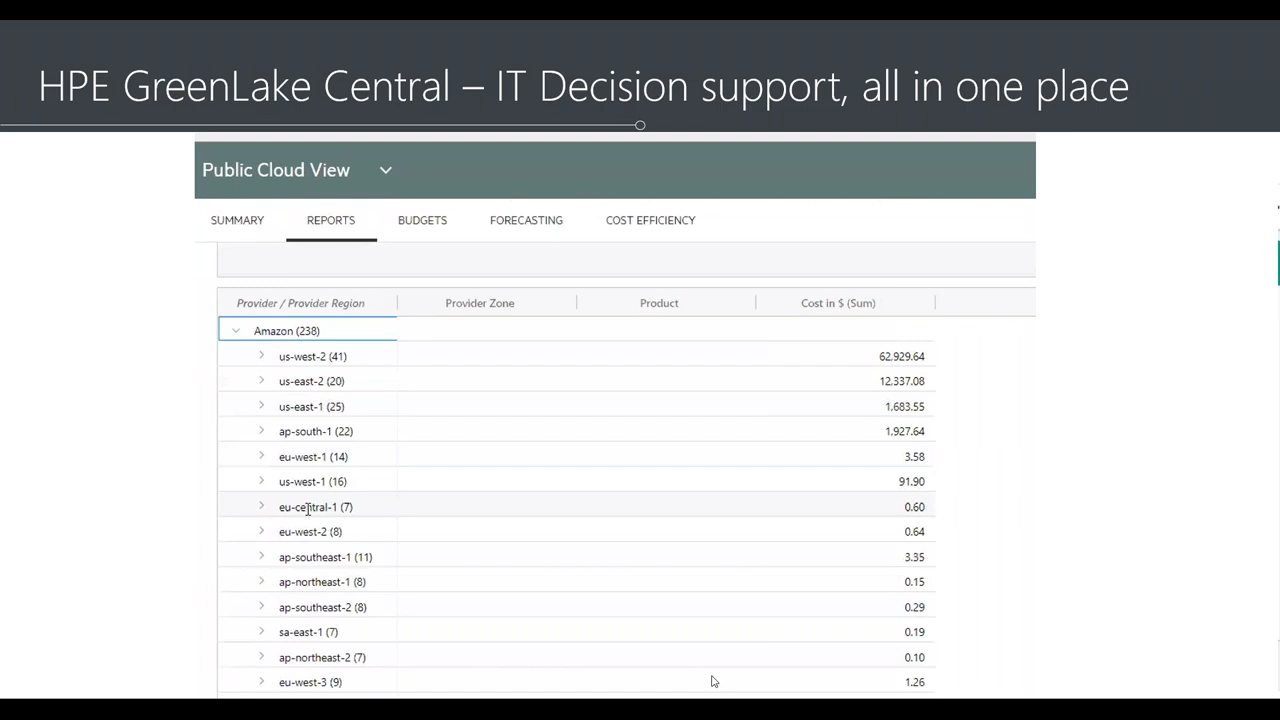 HPE GreenLake Central – IT Decision support, all in one place
Public Cloud View
SUMMARY REPORTS BUDGETS FORECASTING COST EFFICIENCY
Provider / Provider Region Provider Zone Product Cost in $ (Sum)
Amazon (238)
us-west-2 (41) 62,929.64
us-east-2 (20) 12,337.08
us-east-1 (25) 1,683.55
ap-south-1 (22) 1,927.64
eu-west-1 (14) 3.58
us-west-1 (16) 91.90
eu-central-1 (7) 0.60
eu-west-2 (8) 0.64
ap-southeast-1 (11) 3.35
ap-northeast-1 (8) 0.15
ap-southeast-2 (8) 0.29
sa-east-1 (7) 0.19
ap-northeast-2 (7) 0.10
eu-west-3 (9) 1.26